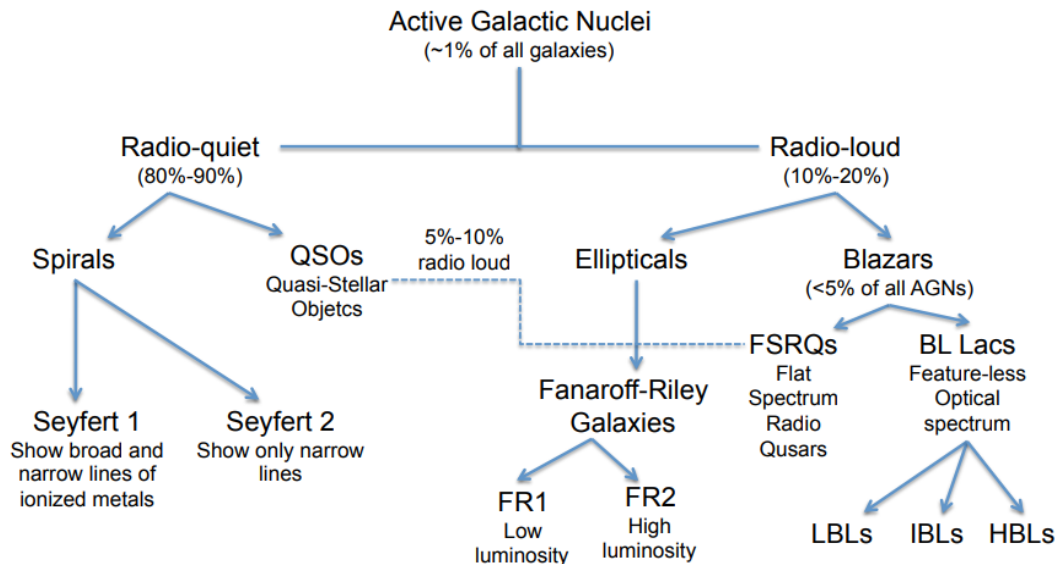 Active Galactic Nuclei
(~1% of all galaxies)
Radio-quiet
(80%-90%)
Radio-loud
(10%-20%)
Spirals
QSOs
Quasi-Stellar
Objetcs
5%-10%
radio loud
Ellipticals
Blazars
(<5% of all AGNs)
FSRQs
Flat
Spectrum
Radio
Qusars
BL Lacs
Feature-less
Optical
spectrum
Seyfert 1
Show broad and
narrow lines of
ionized metals
Seyfert 2
Show only narrow
lines
Fanaroff-Riley
Galaxies
FR1
Low
luminosity
FR2
High
luminosity
LBLs
IBLs
HBLs